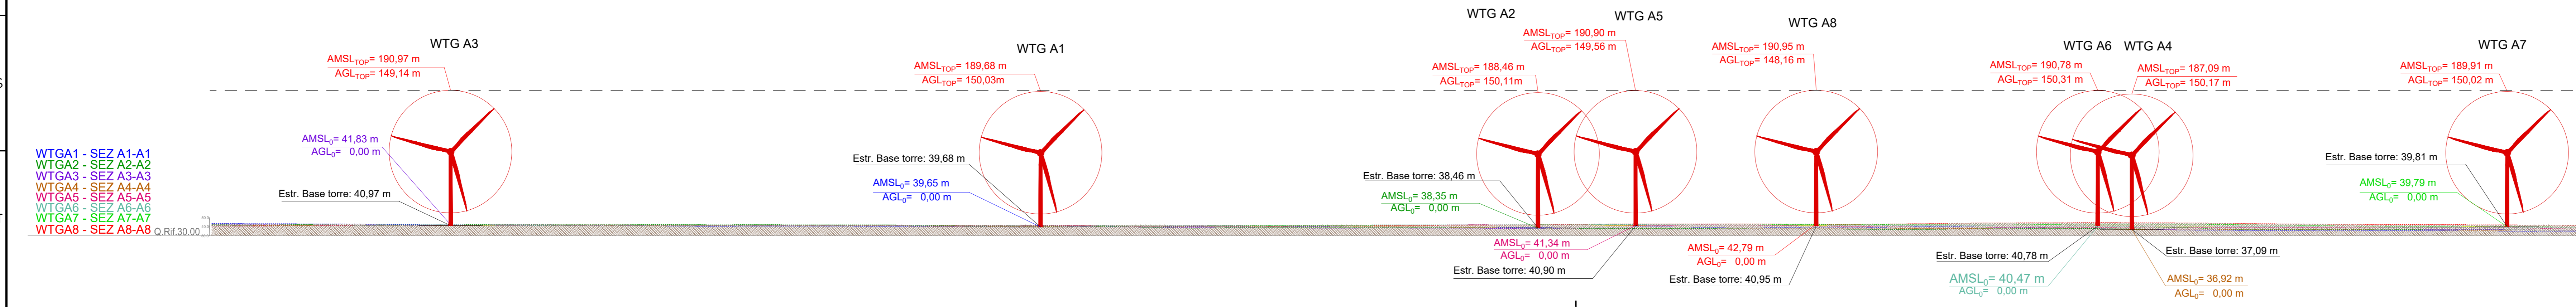 WTG A3
AMSLTOP= 190,97 m
AGLTOP= 149,14 m
AMSL0= 41,83 m
AGL0= 0,00 m
Estr. Base torre: 40,97 m
WTGA1 - SEZ A1-A1
WTGA2 - SEZ A2-A2
WTGA3 - SEZ A3-A3
WTGA4 - SEZ A4-A4
WTGA5 - SEZ A5-A5
WTGA6 - SEZ A6-A6
WTGA7 - SEZ A7-A7
WTGA8 - SEZ A8-A8
Q.Rif.30.00
WTG A1
AMSLTOP= 189,68 m
AGLTOP= 150,03m
Estr. Base torre: 39,68 m
AMSL0= 39,65 m
AGL0= 0,00 m
WTG A2
AMSLTOP= 188,46 m
AGLTOP= 150,11m
Estr. Base torre: 38,46 m
AMSL0= 38,35 m
AGL0= 0,00 m
WTG A5
AMSLTOP= 190,90 m
AGLTOP= 149,56 m
AMSL0= 41,34 m
AGL0= 0,00 m
Estr. Base torre: 40,90 m
WTG A8
AMSLTOP= 190,95 m
AGLTOP= 148,16 m
AMSL0= 42,79 m
AGL0= 0,00 m
Estr. Base torre: 40,95 m
WTG A6
AMSLTOP= 190,78 m
AGLTOP= 150,31 m
Estr. Base torre: 40,78 m
AMSL0= 40,47 m
AGL0= 0,00 m
WTG A4
AMSLTOP= 187,09 m
AGLTOP= 150,17 m
Estr. Base torre: 37,09 m
AMSL0= 36,92 m
AGL0= 0,00 m
WTG A7
AMSLTOP= 189,91 m
AGLTOP= 150,02 m
Estr. Base torre: 39,81 m
AMSL0= 39,79 m
AGL0= 0,00 m